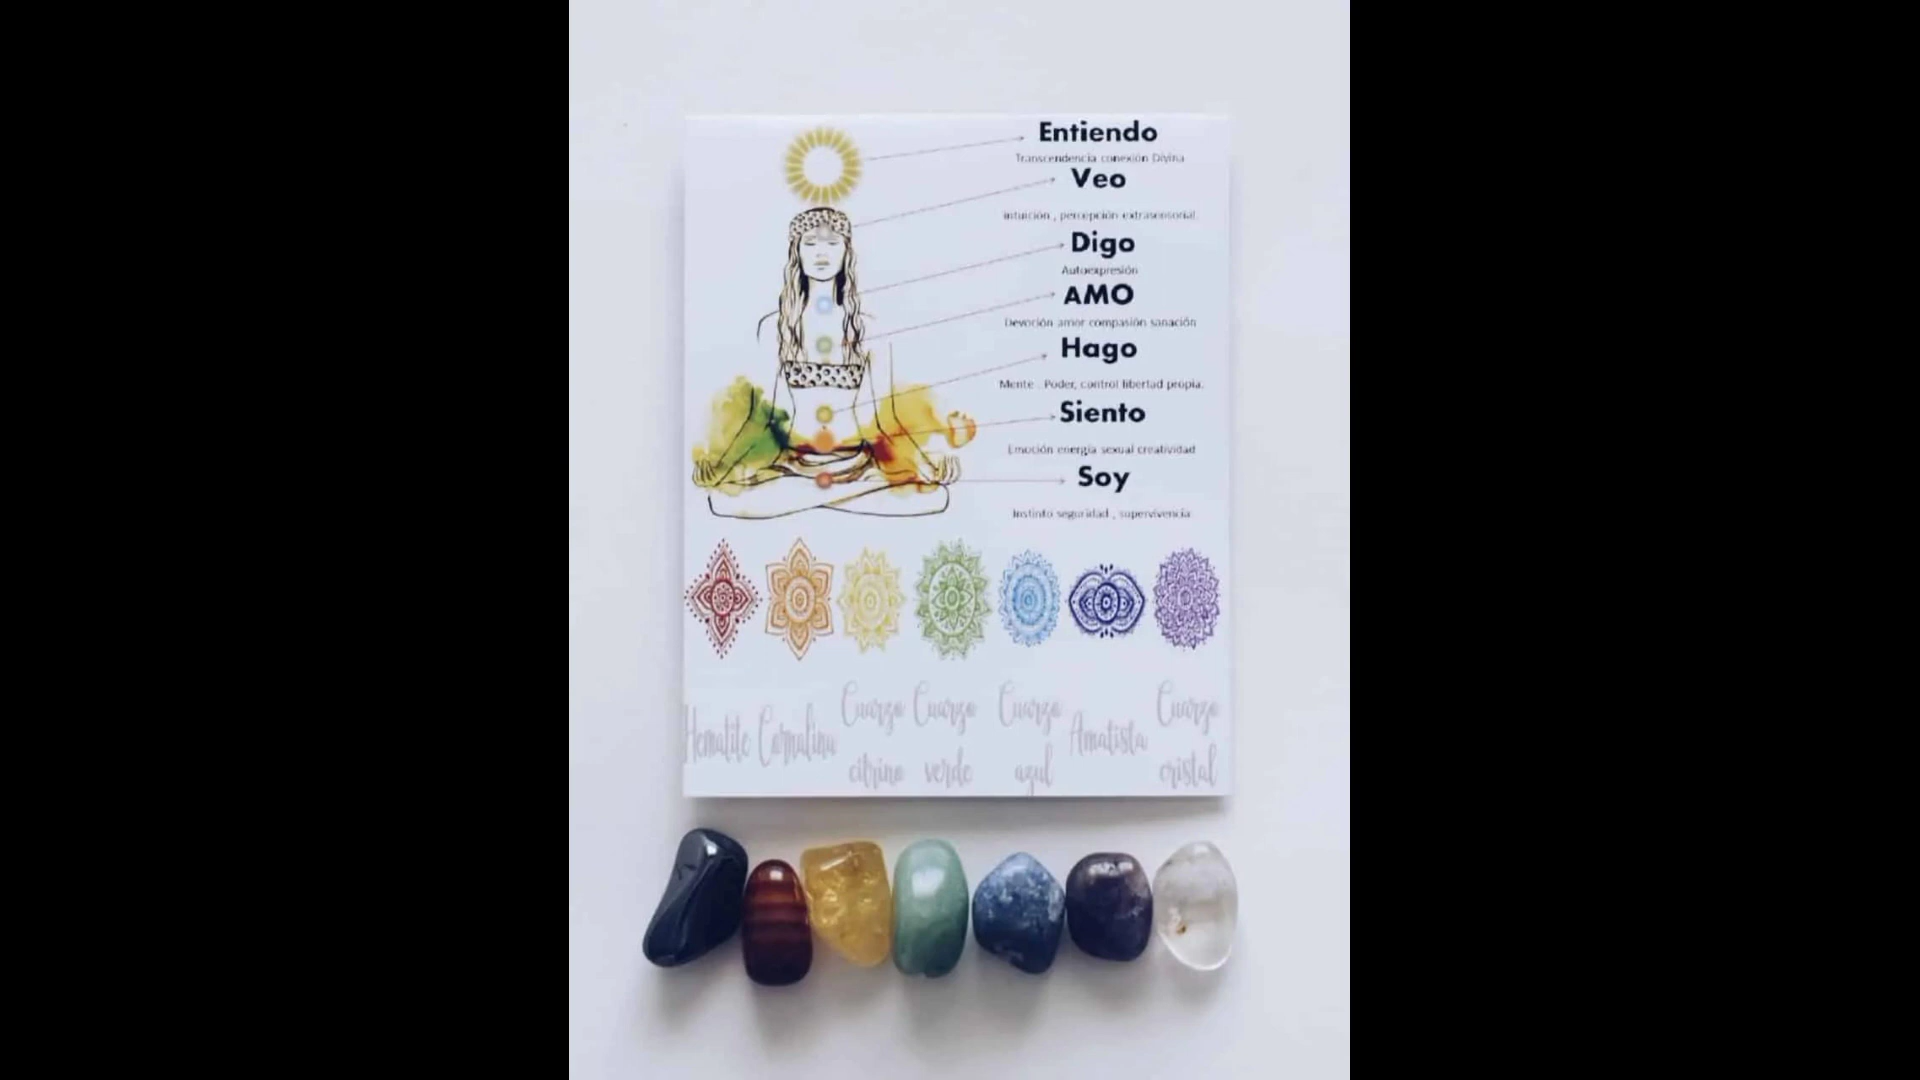 Entiendo
Transcendencia conexión Divina
Veo
intuición , percepción extrasensorial.
Digo
Autoexpresión
AMO
Devoción amor compasión sanación
Hago
Mente . Poder, control libertad propia.
Siento
Emoción energía sexual creatividad
Soy
Instinto seguridad , supervivencia
Hematite
Cornalina
Cuarzo
citrino
Cuarzo
verde
Cuarzo
azul
Amatista
Cuarzo
cristal